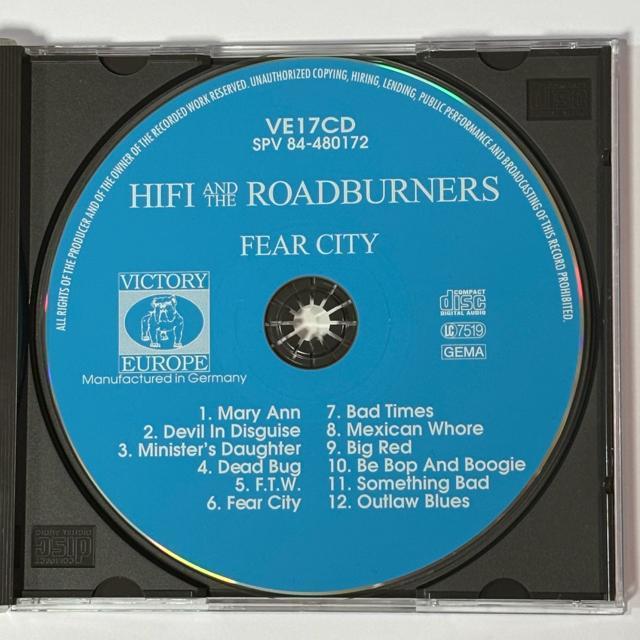 ALL RIGHTS OF THE PRODUCER AND OF THE OWNER OF THE RECORDED WORK RESERVED. UNAUTHORIZED COPYING, HIRING, LENDING, PUBLIC PERFORMANCE AND BROADCASTING OF THIS RECORD PROHIBITED.
VE17CD
SPV 84-480172
HIFI AND THE ROADBURNERS
FEAR CITY
VICTORY
EUROPE
Manufactured in Germany
COMPACT
disc
DIGITAL AUDIO
LC 7519
GEMA
1. Mary Ann
2. Devil In Disguise
3. Minister's Daughter
4. Dead Bug
5. F.T.W.
6. Fear City
7. Bad Times
8. Mexican Whore
9. Big Red
10. Be Bop And Boogie
11. Something Bad
12. Outlaw Blues
COMPACT
disc
DIGITAL AUDIO